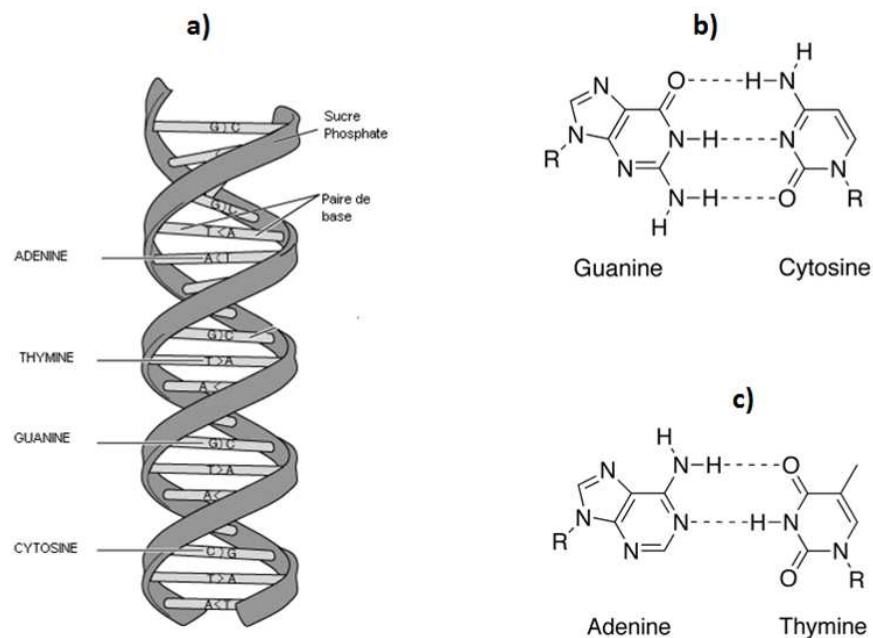 a)
G C
Sucre
Phosphate
G C
Paire de
base
T A
ADENINE
A T
G C
THYMINE
T A
A
GUANINE
G C
T A
A
CYTOSINE
C G
T A
A T
b)
H
O H N
N
N H N
N
R N
N N
H O R
H
Guanine Cytosine
c)
H
N H O
N
N N H N
R N
O R
Adenine Thymine